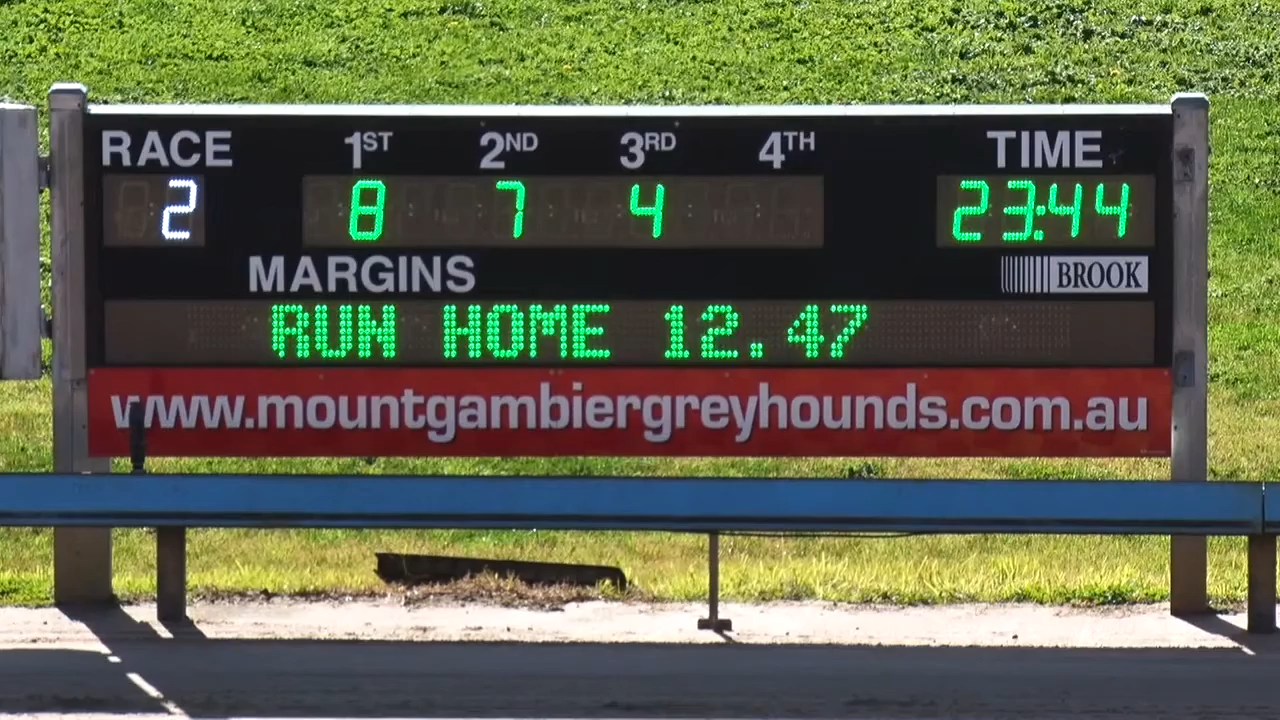 RACE 1ST 2ND 3RD 4TH TIME
2 8 7 4 23:44
MARGINS BROOK
RUN HOME 12.47
www.mountgambiergreyhounds.com.au